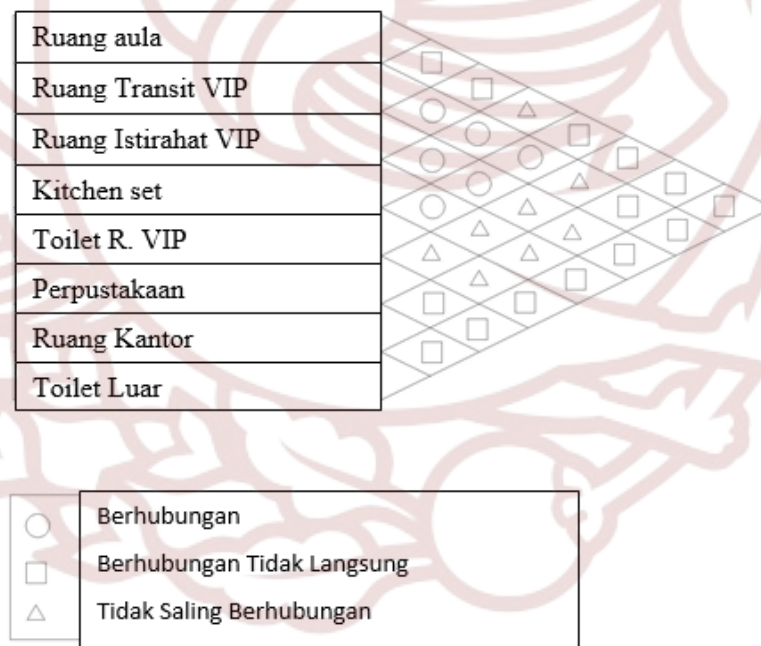 Ruang aula
Ruang Transit VIP
Ruang Istirahat VIP
Kitchen set
Toilet R. VIP
Perpustakaan
Ruang Kantor
Toilet Luar
Berhubungan
Berhubungan Tidak Langsung
Tidak Saling Berhubungan